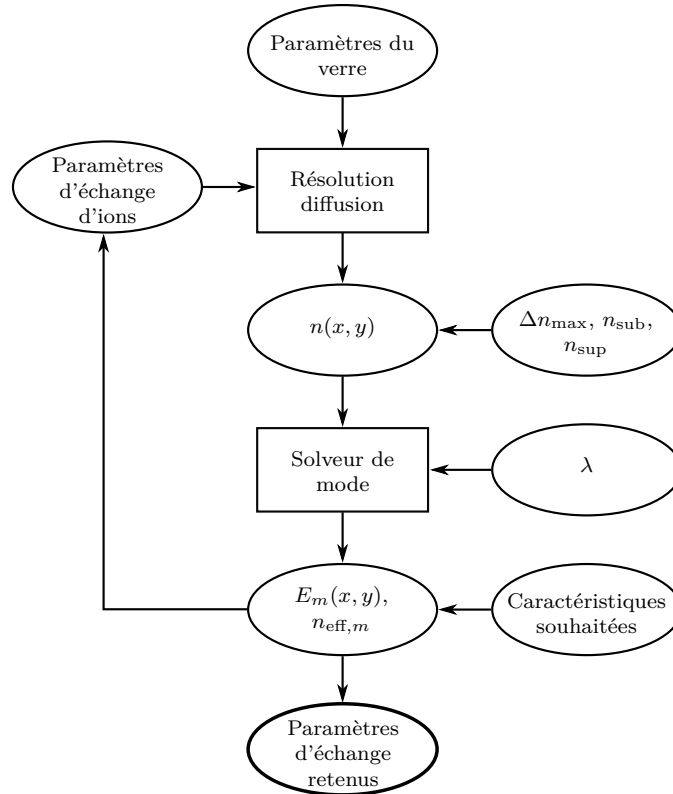 Paramètres du
verre
Paramètres
d'échange
d'ions
Résolution
diffusion
n(x, y)
Δn_max, n_sub,
n_sup
Solveur de
mode
λ
E_m(x, y),
n_eff,m
Caractéristiques
souhaitées
Paramètres
d'échange
retenus